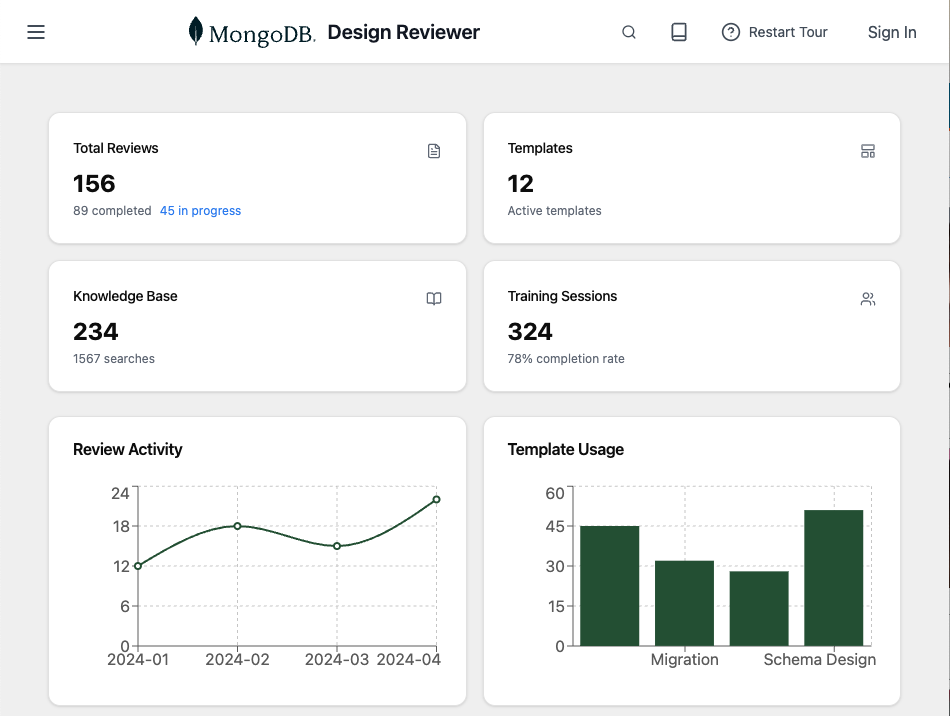 MongoDB. Design Reviewer
Restart Tour
Sign In
Total Reviews
156
89 completed 45 in progress
Templates
12
Active templates
Knowledge Base
234
1567 searches
Training Sessions
324
78% completion rate
Review Activity
24
18
12
6
0
2024-01 2024-02 2024-03 2024-04
Template Usage
60
45
30
15
0
Migration Schema Design